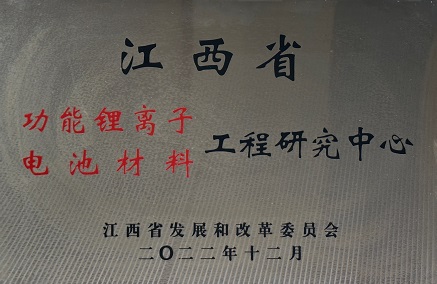 江西省
功能锂离子
电池材料
工程研究中心
江西省发展和改革委员会
二〇二二年十二月